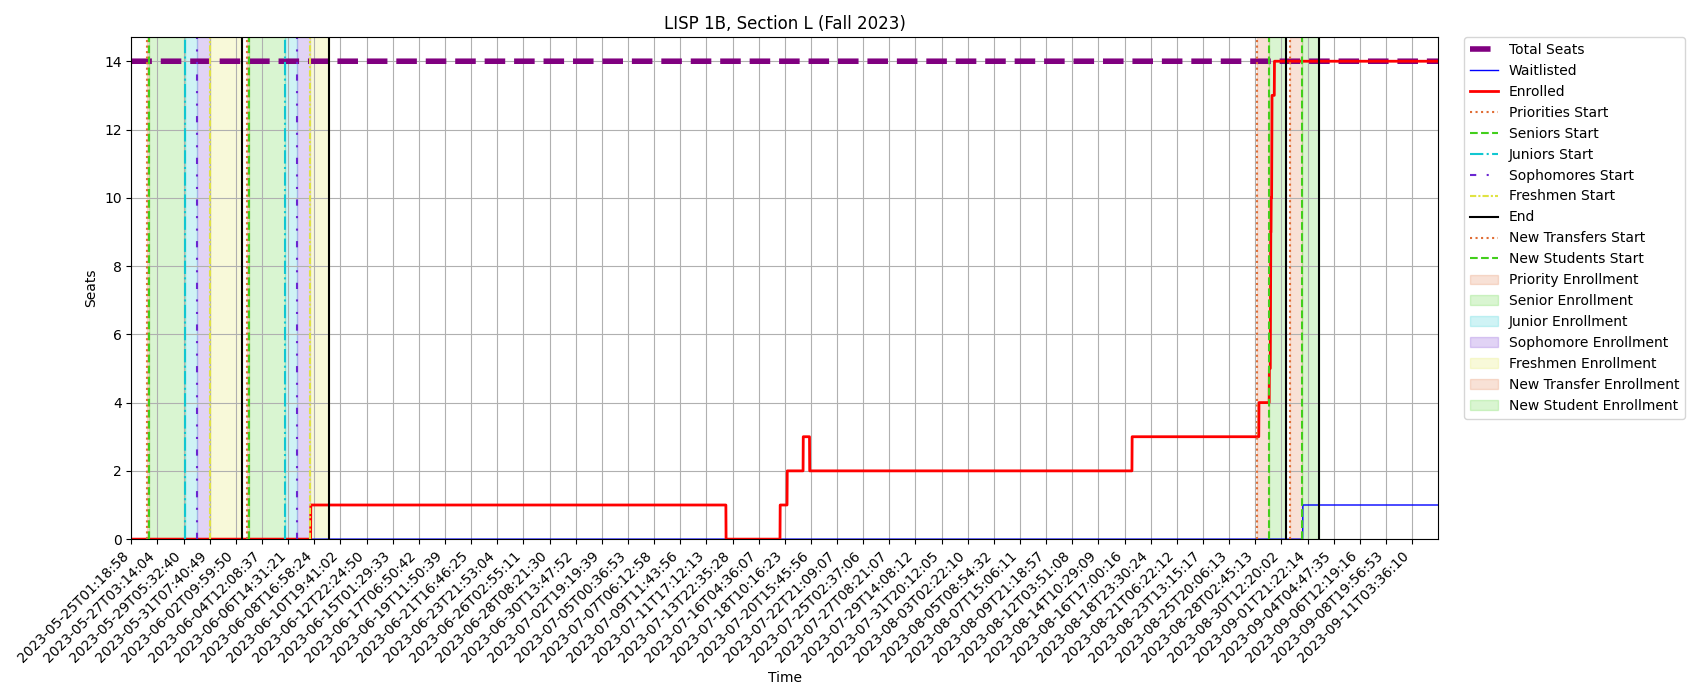 LISP 1B, Section L (Fall 2023)
Total Seats
Waitlisted
Enrolled
Priorities Start
Seniors Start
Juniors Start
Sophomores Start
Freshmen Start
End
New Transfers Start
New Students Start
Priority Enrollment
Senior Enrollment
Junior Enrollment
Sophomore Enrollment
Freshmen Enrollment
New Transfer Enrollment
New Student Enrollment
Seats
14
12
10
8
6
4
2
0
2023-05-25T01:18:58
2023-05-27T03:14:04
2023-05-29T05:32:40
2023-05-31T07:40:49
2023-06-02T09:59:50
2023-06-04T12:08:37
2023-06-06T14:31:21
2023-06-08T16:58:24
2023-06-10T19:41:02
2023-06-12T22:24:50
2023-06-15T01:29:33
2023-06-17T06:50:42
2023-06-19T11:50:39
2023-06-21T16:46:25
2023-06-23T21:53:04
2023-06-26T02:55:11
2023-06-28T08:21:30
2023-06-30T13:47:52
2023-07-02T19:19:39
2023-07-05T00:36:53
2023-07-07T06:12:58
2023-07-09T11:43:56
2023-07-11T17:12:13
2023-07-13T22:35:28
2023-07-16T04:36:07
2023-07-18T10:16:23
2023-07-20T15:45:56
2023-07-22T21:09:07
2023-07-25T02:37:06
2023-07-27T08:21:07
2023-07-29T14:08:12
2023-07-31T20:12:05
2023-08-03T02:22:10
2023-08-05T08:54:32
2023-08-07T15:06:11
2023-08-09T21:18:57
2023-08-12T03:51:08
2023-08-14T10:29:09
2023-08-16T17:00:16
2023-08-18T23:30:24
2023-08-21T06:22:12
2023-08-23T13:15:17
2023-08-25T20:06:13
2023-08-28T02:45:13
2023-08-30T12:20:02
2023-09-01T21:22:14
2023-09-04T04:47:35
2023-09-06T12:19:16
2023-09-08T19:56:53
2023-09-11T03:36:10
Time